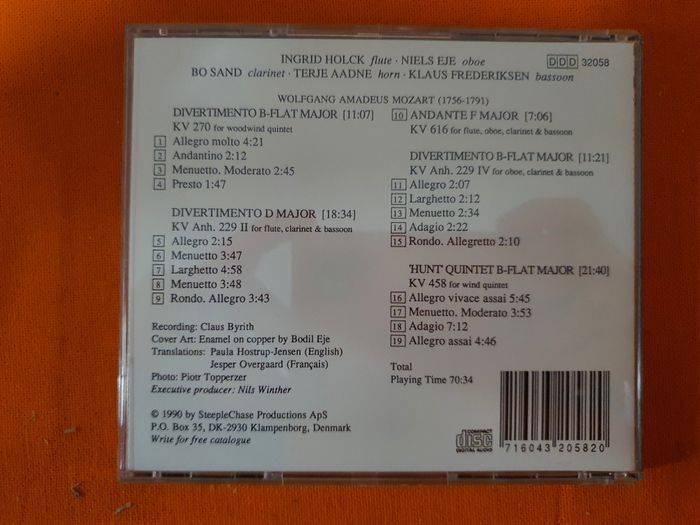 INGRID HOLCK flute · NIELS EJE oboe
DDD 32058
BO SAND clarinet · TERJE AADNE horn · KLAUS FREDERIKSEN bassoon
WOLFGANG AMADEUS MOZART (1756-1791)
DIVERTIMENTO B-FLAT MAJOR [11:07]
KV 270 for woodwind quintet
1 Allegro molto 4:21
2 Andantino 2:12
3 Menuetto. Moderato 2:45
4 Presto 1:47
DIVERTIMENTO D MAJOR [18:34]
KV Anh. 229 II for flute, clarinet & bassoon
5 Allegro 2:15
6 Menuetto 3:47
7 Larghetto 4:58
8 Menuetto 3:48
9 Rondo. Allegro 3:43
Recording: Claus Byrith
Cover Art: Enamel on copper by Bodil Eje
Translations: Paula Hostrup-Jensen (English)
Jesper Overgaard (Français)
Photo: Piotr Topperzer
Executive producer: Nils Winther
© 1990 by SteepleChase Productions ApS
P.O. Box 35, DK-2930 Klampenborg, Denmark
Write for free catalogue
10 ANDANTE F MAJOR [7:06]
KV 616 for flute, oboe, clarinet & bassoon
DIVERTIMENTO B-FLAT MAJOR [11:21]
KV Anh. 229 IV for oboe, clarinet & bassoon
11 Allegro 2:07
12 Larghetto 2:12
13 Menuetto 2:34
14 Adagio 2:22
15 Rondo. Allegretto 2:10
'HUNT' QUINTET B-FLAT MAJOR [21:40]
KV 458 for wind quintet
16 Allegro vivace assai 5:45
17 Menuetto. Moderato 3:53
18 Adagio 7:12
19 Allegro assai 4:46
Total
Playing Time 70:34
COMPACT
disc
DIGITAL AUDIO
716043 205820